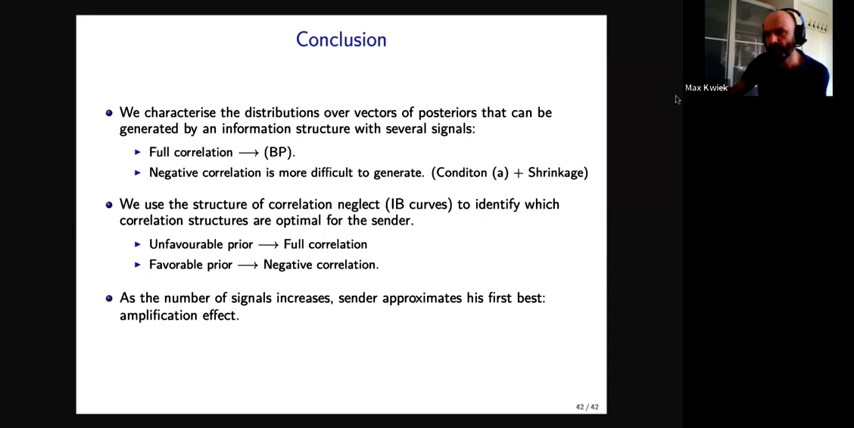 Conclusion
We characterise the distributions over vectors of posteriors that can be
generated by an information structure with several signals:
Full correlation ⟶ (BP).
Negative correlation is more difficult to generate. (Conditon (a) + Shrinkage)
We use the structure of correlation neglect (IB curves) to identify which
correlation structures are optimal for the sender.
Unfavourable prior ⟶ Full correlation
Favorable prior ⟶ Negative correlation.
As the number of signals increases, sender approximates his first best:
amplification effect.
42 / 42
Max Kwiek